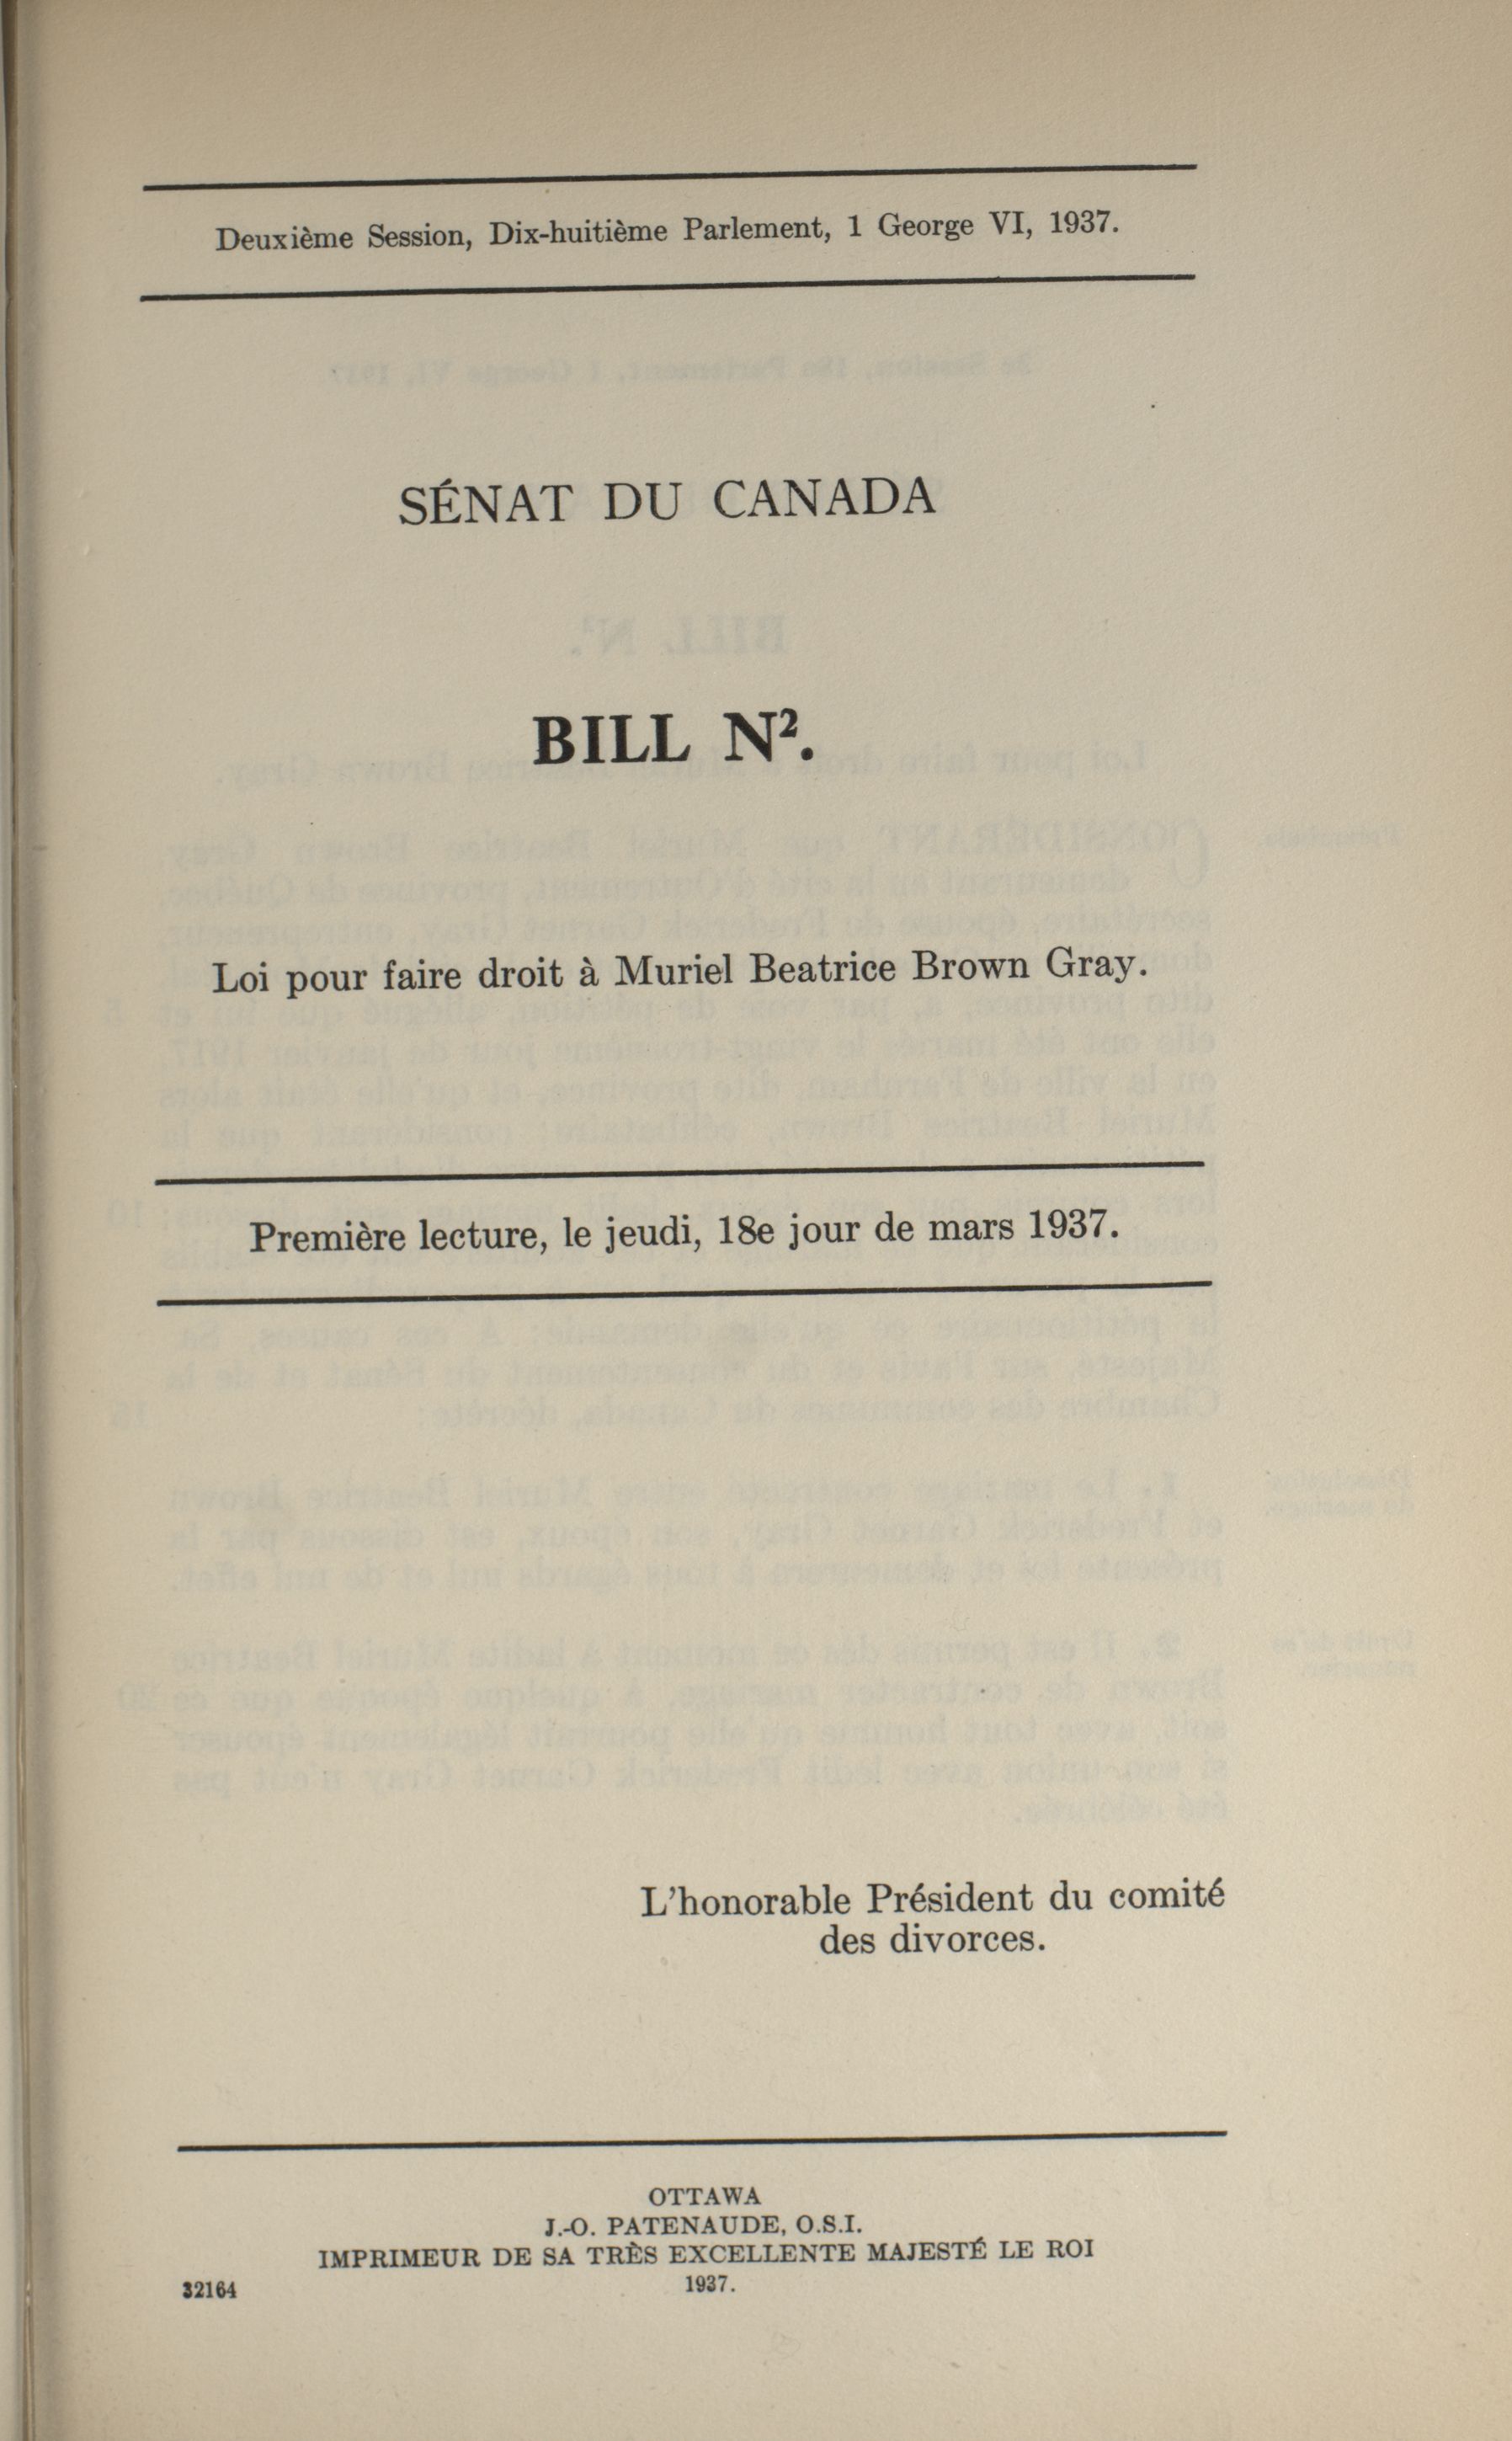 Deuxième Session, Dix-huitième Parlement, 1 George VI, 1937.
SÉNAT DU CANADA
BILL N².
Loi pour faire droit à Muriel Beatrice Brown Gray.
Première lecture, le jeudi, 18e jour de mars 1937.
L'honorable Président du comité
des divorces.
OTTAWA
J.-O. PATENAUDE, O.S.I.
IMPRIMEUR DE SA TRÈS EXCELLENTE MAJESTÉ LE ROI
32164 1937.